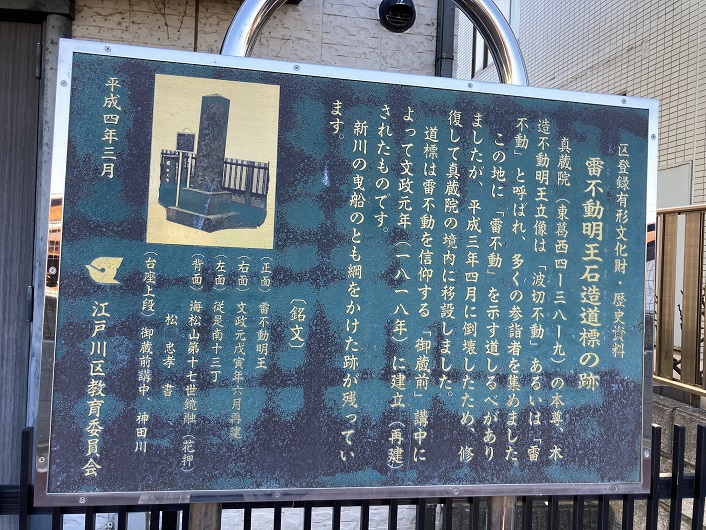 区登録有形文化財・歴史資料
雷不動明王石造道標の跡
真蔵院（東葛西四ー三八ー九）の本尊、木
造不動明王立像は、「波切不動」あるいは「雷
不動」と呼ばれ、多くの参詣者を集めました。
この地に「雷不動」を示す道しるべがあり
ましたが、平成三年四月に倒壊したため、修
復して真蔵院の境内に移設しました。
道標は雷不動を信仰する「御蔵前」講中に
よって文政元年（一八一八年）に建立（再建）
されたものです。
新川の曳船のとも綱をかけた跡が残ってい
ます。
〔銘文〕
（正面）雷不動明王
（右面）文政元戊寅年六月再建
（左面）従是南十三丁
（背面）海松山第十七世鏡融（花押）
松 忠孝 書
（台座上段）御蔵前講中 神田川
平成四年三月
江戸川区教育委員会